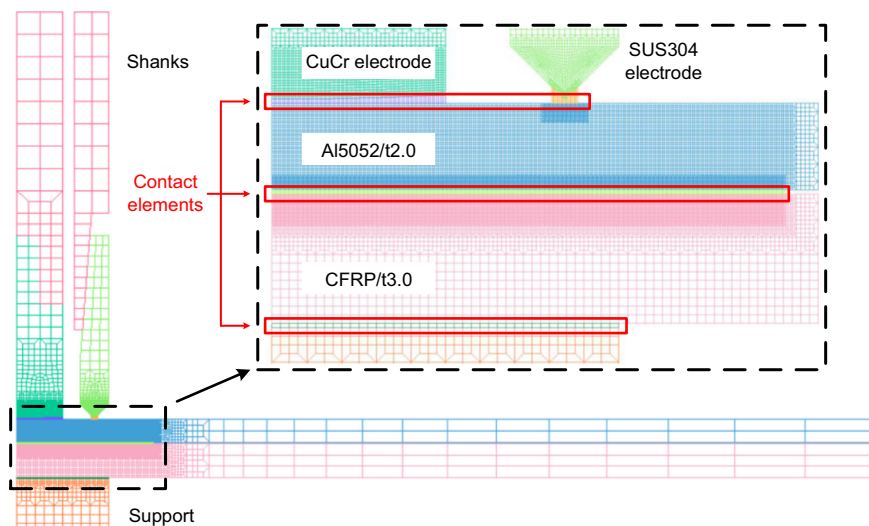 Shanks
CuCr electrode
SUS304
electrode
Al5052/t2.0
Contact
elements
CFRP/t3.0
Support